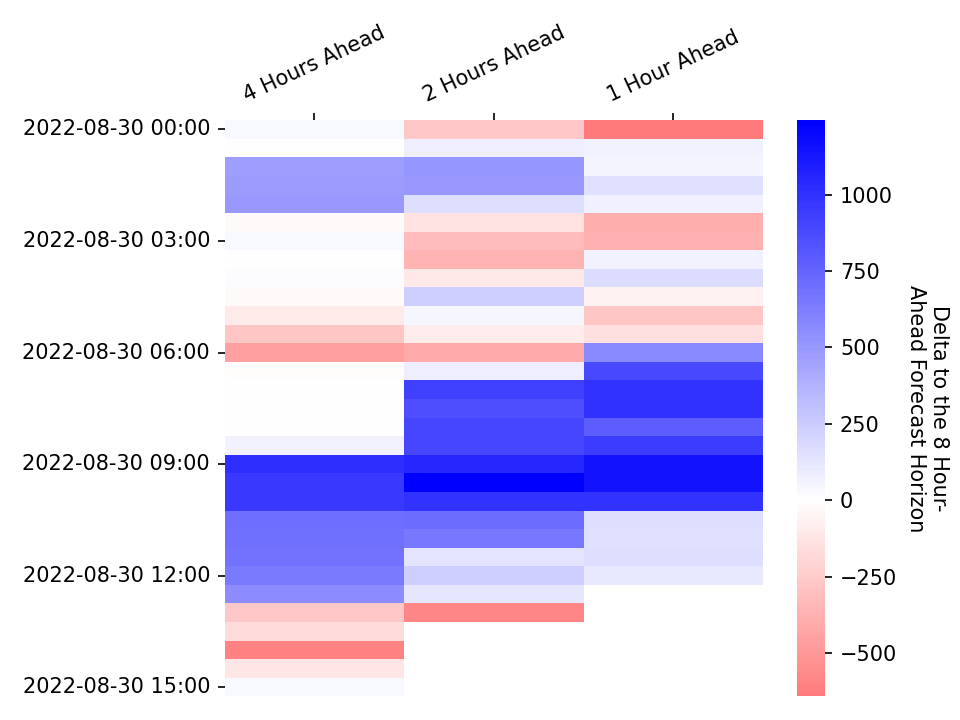 4 Hours Ahead
2 Hours Ahead
1 Hour Ahead
2022-08-30 00:00
2022-08-30 03:00
2022-08-30 06:00
2022-08-30 09:00
2022-08-30 12:00
2022-08-30 15:00
1000
750
500
250
0
−250
−500
Delta to the 8 Hour-
Ahead Forecast Horizon